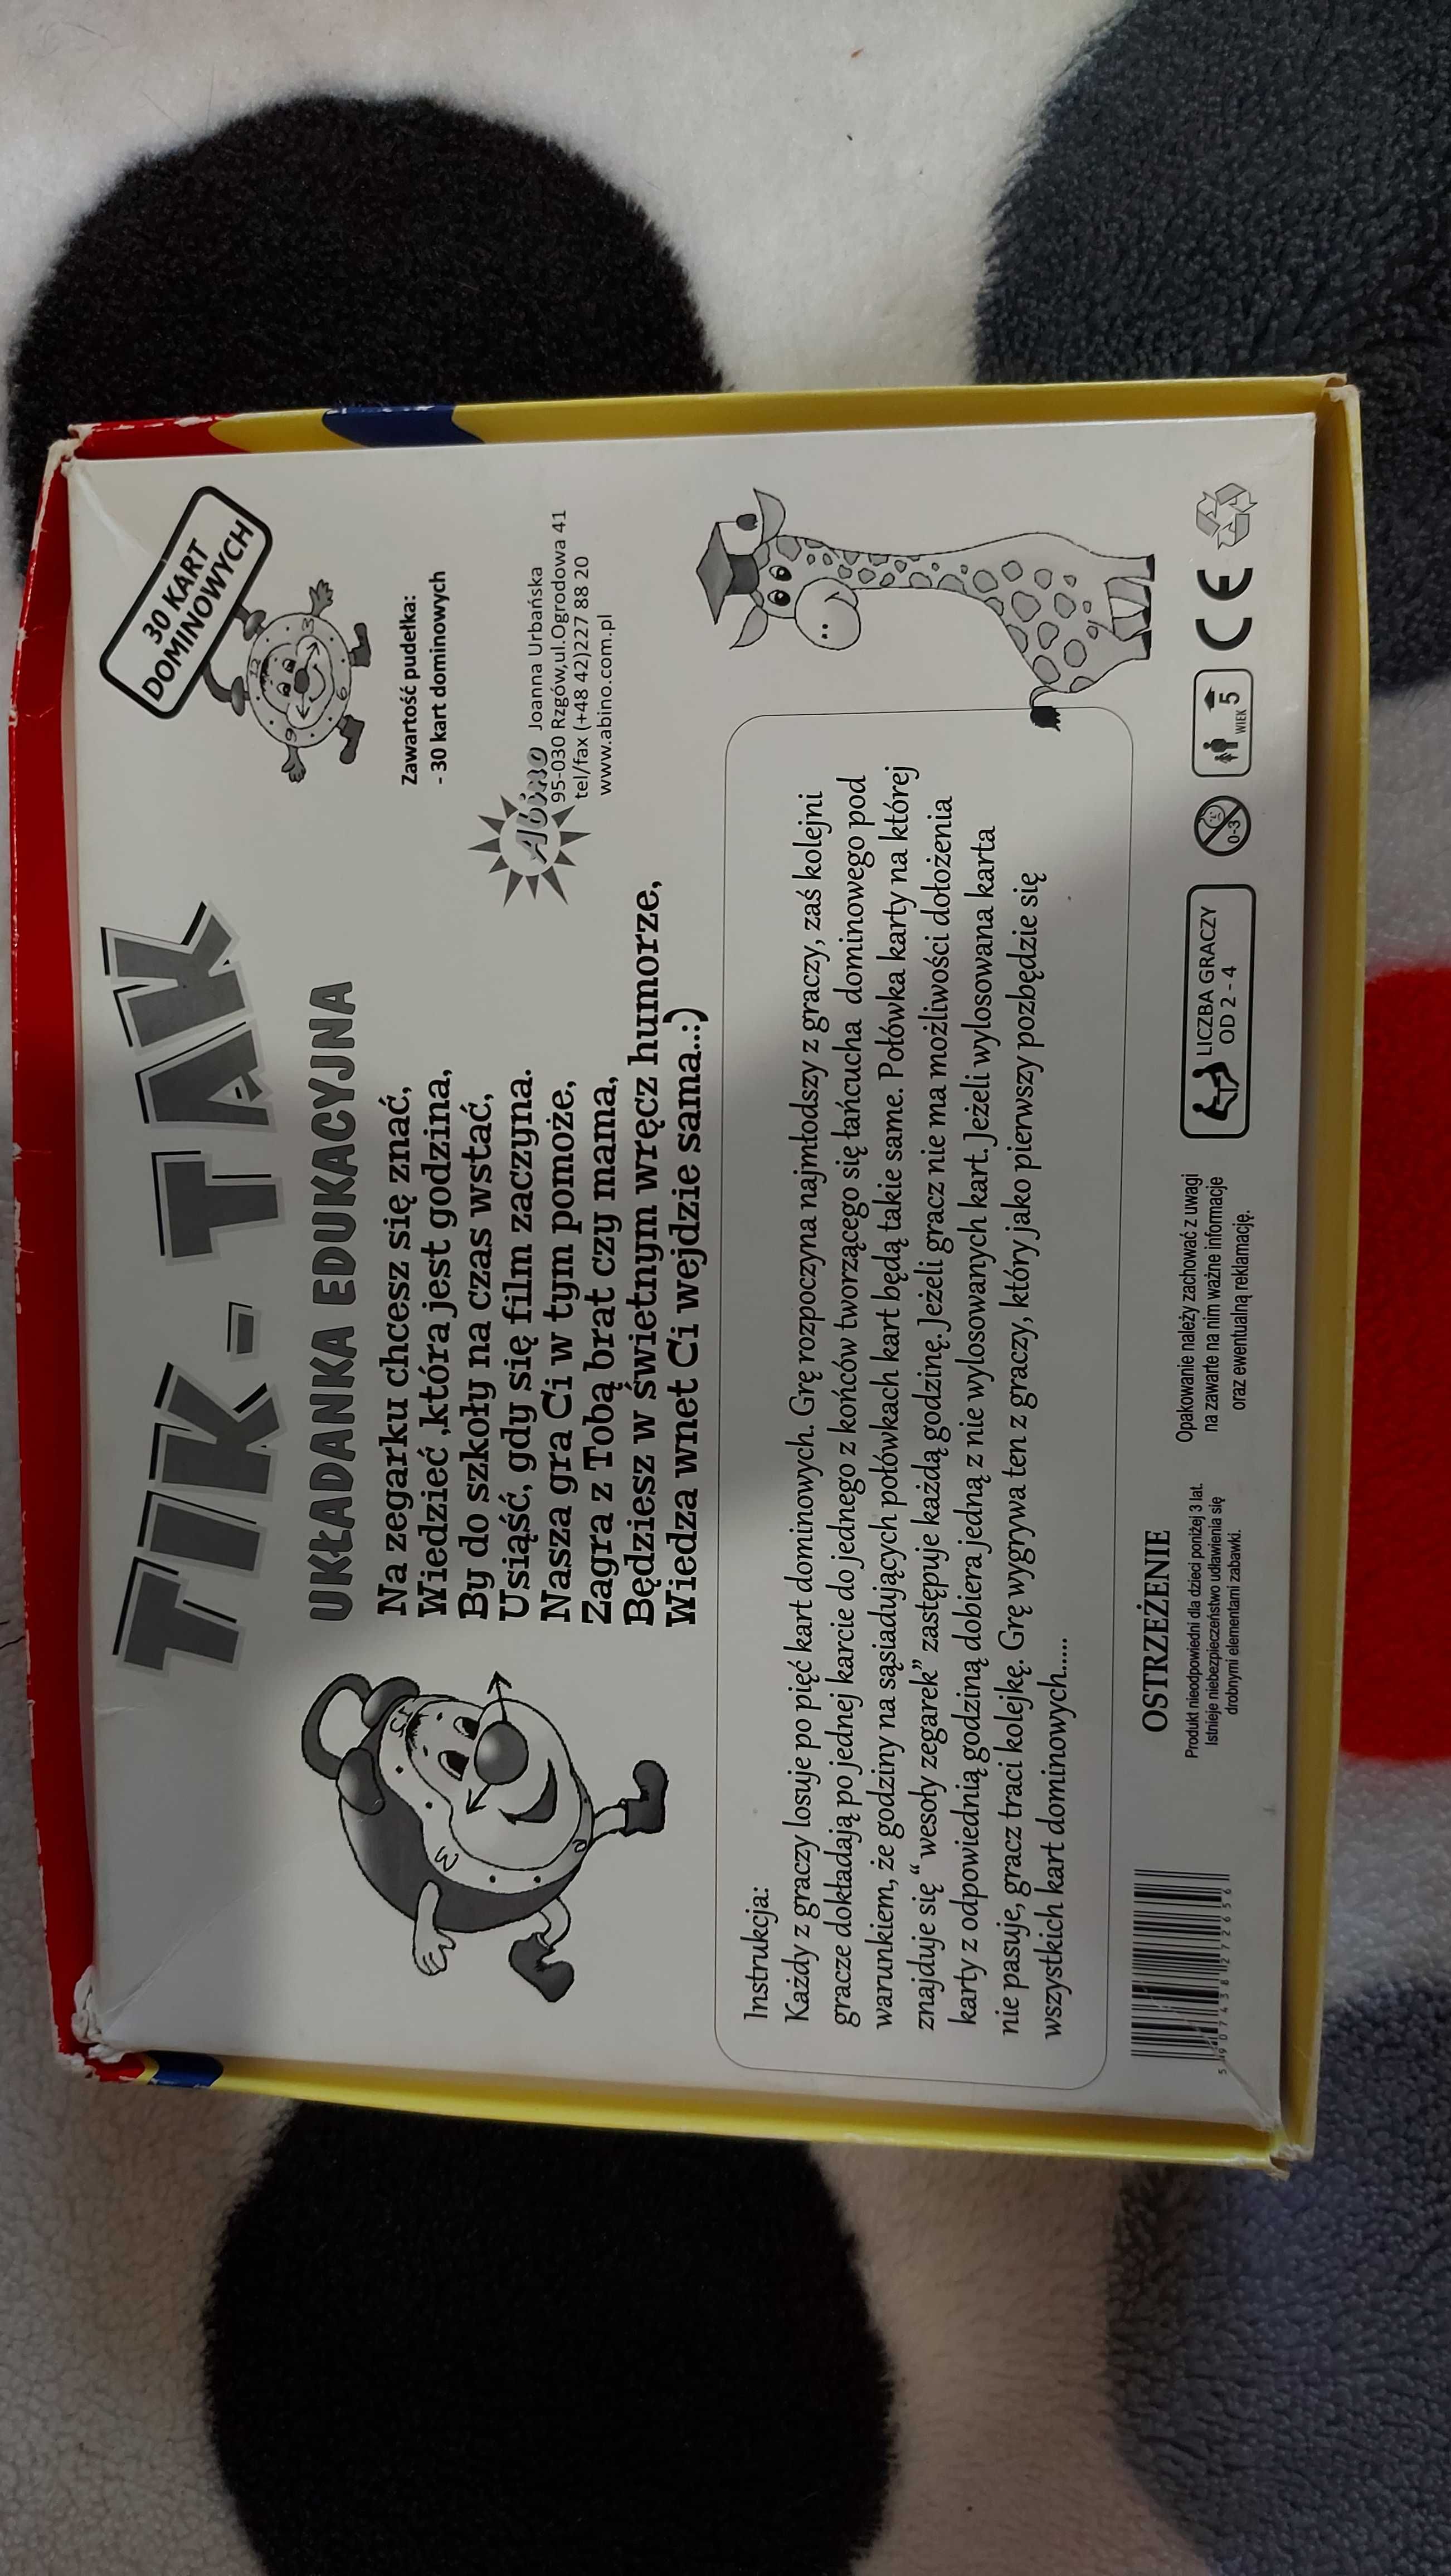 TIK - TAK
30 KART
DOMINOWYCH
UKŁADANKA EDUKACYJNA
Na zegarku chcesz się znać,
Wiedzieć ,która jest godzina,
By do szkoły na czas wstać,
Usiąść, gdy się film zaczyna.
Nasza gra Ci w tym pomoże,
Zagra z Tobą brat czy mama,
Będziesz w świetnym wręcz humorze,
Wiedza wnet Ci wejdzie sama..:)
12
3
6
9
12
3
Zawartość pudełka:
- 30 kart dominowych
Abino Joanna Urbańska
95-030 Rzgów,ul.Ogrodowa 41
tel/fax (+48 42)227 88 20
www.abino.com.pl
Instrukcja:
Każdy z graczy losuje po pięć kart dominowych. Grę rozpoczyna najmłodszy z graczy, zaś kolejni
gracze dokładają po jednej karcie do jednego z końców tworzącego się łańcucha dominowego pod
warunkiem, że godziny na sąsiadujących połówkach kart będą takie same. Połówka karty na której
znajduje się “ wesoły zegarek” zastępuje każdą godzinę. Jeżeli gracz nie ma możliwości dołożenia
karty z odpowiednią godziną dobiera jedną z nie wylosowanych kart. Jeżeli wylosowana karta
nie pasuje, gracz traci kolejkę. Grę wygrywa ten z graczy, który jako pierwszy pozbędzie się
wszystkich kart dominowych.....
5 907438 272656
OSTRZEŻENIE
Produkt nieodpowiedni dla dzieci poniżej 3 lat.
Istnieje niebezpieczeństwo udławienia się
drobnymi elementami zabawki.
Opakowanie należy zachować z uwagi
na zawarte na nim ważne informacje
oraz ewentualną reklamację.
LICZBA GRACZY
OD 2 - 4
0-3
WIEK 5
CE